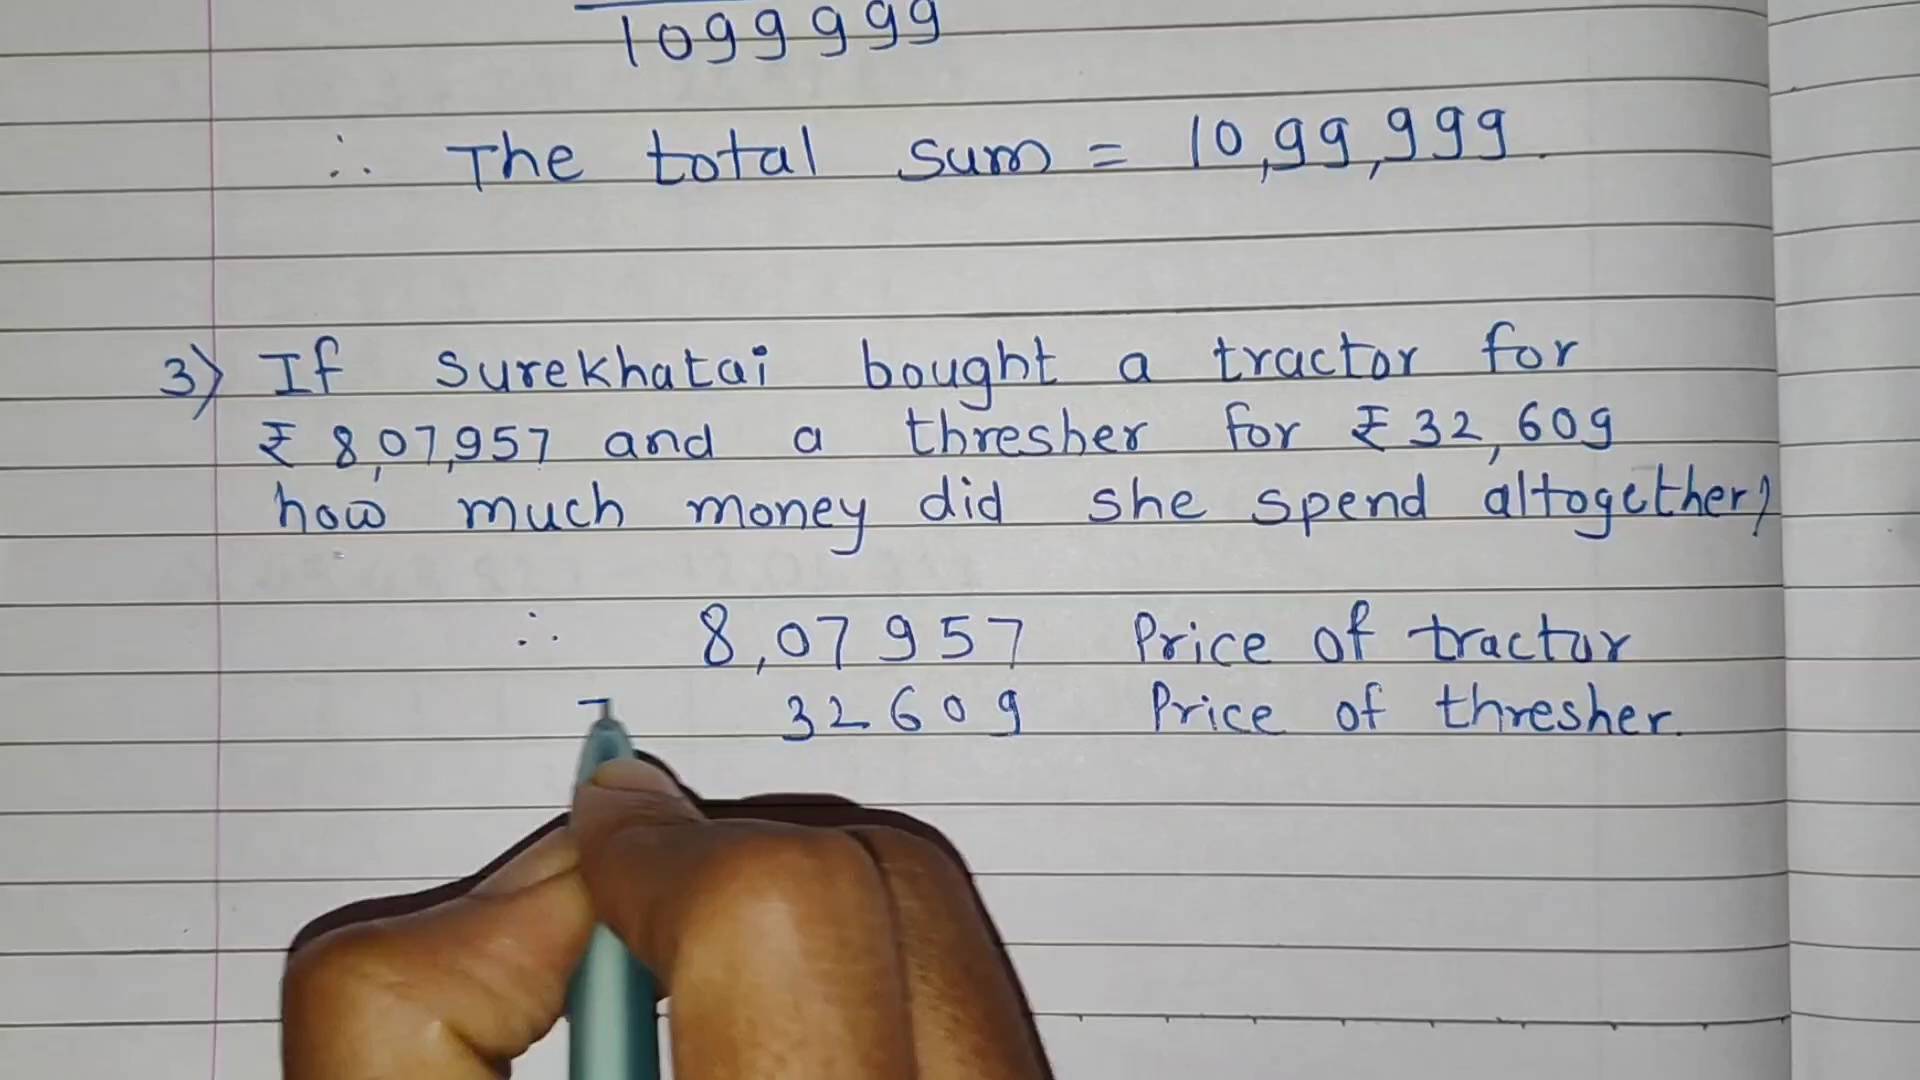 1099999
∴ The total sum = 10,99,999.
3) If Surekhatai bought a tractor for
₹ 8,07,957 and a thresher for ₹ 32,609
how much money did she spend altogether?
∴ 8,07957 Price of tractor
32609 Price of thresher.